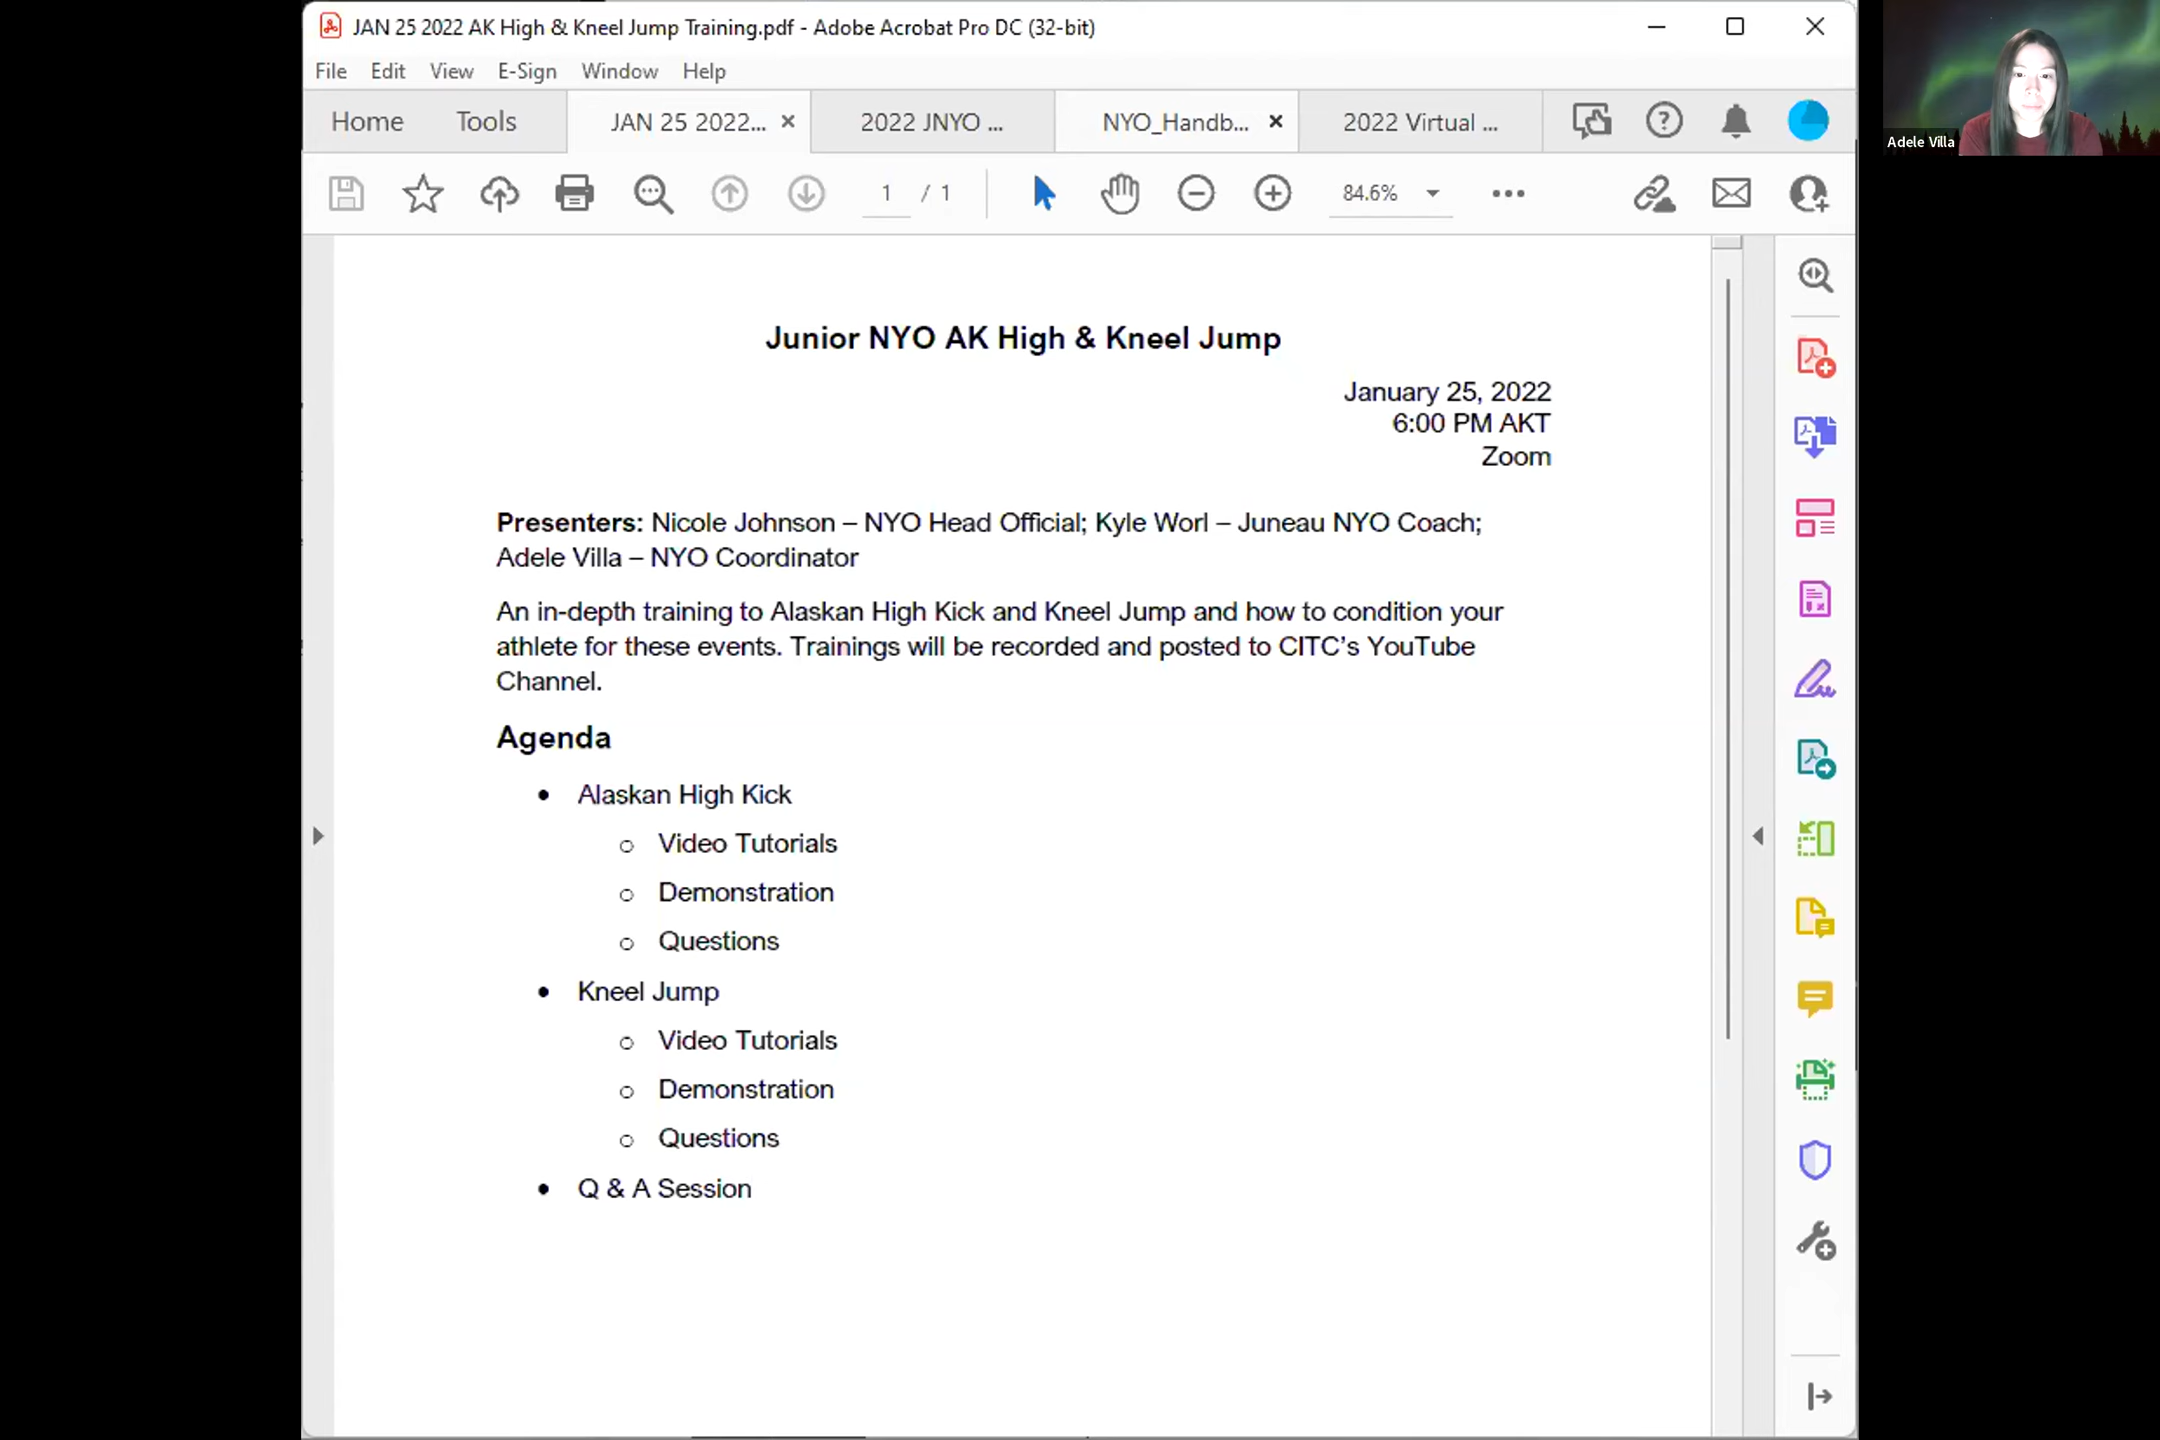 JAN 25 2022 AK High & Kneel Jump Training.pdf - Adobe Acrobat Pro DC (32-bit)
File Edit View E-Sign Window Help
Home Tools JAN 25 2022... 2022 JNYO ... NYO_Handb... 2022 Virtual ...
Adele Villa
1 / 1 84.6%
Junior NYO AK High & Kneel Jump
January 25, 2022
6:00 PM AKT
Zoom
Presenters: Nicole Johnson – NYO Head Official; Kyle Worl – Juneau NYO Coach;
Adele Villa – NYO Coordinator
An in-depth training to Alaskan High Kick and Kneel Jump and how to condition your
athlete for these events. Trainings will be recorded and posted to CITC's YouTube
Channel.
Agenda
• Alaskan High Kick
o Video Tutorials
o Demonstration
o Questions
• Kneel Jump
o Video Tutorials
o Demonstration
o Questions
• Q & A Session